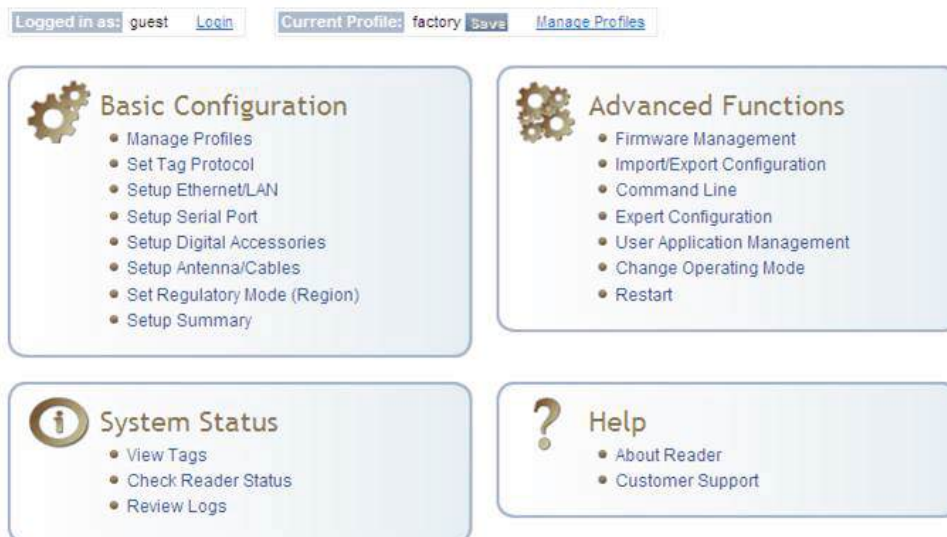 Logged in as: guest Login Current Profile: factory Save Manage Profiles
Basic Configuration
Manage Profiles
Set Tag Protocol
Setup Ethernet/LAN
Setup Serial Port
Setup Digital Accessories
Setup Antenna/Cables
Set Regulatory Mode (Region)
Setup Summary
Advanced Functions
Firmware Management
Import/Export Configuration
Command Line
Expert Configuration
User Application Management
Change Operating Mode
Restart
System Status
View Tags
Check Reader Status
Review Logs
Help
About Reader
Customer Support